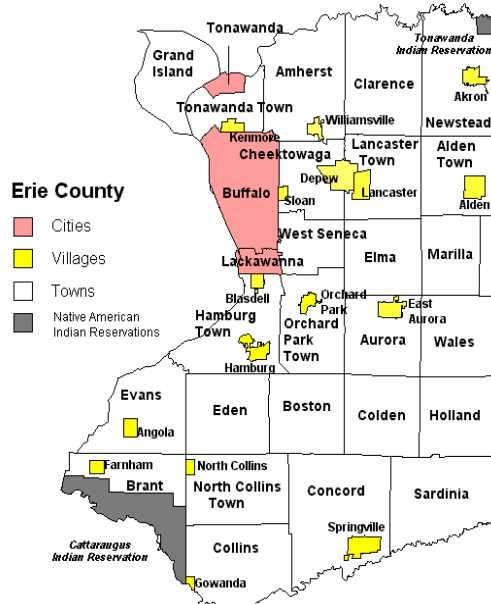 Tonawanda
Grand
Island
Tonawanda
Indian Reservation
Amherst
Clarence
Akron
Tonawanda Town
Williamsville
Newstead
Kenmore
Cheektowaga
Lancaster
Town
Alden
Town
Depew
Erie County
Buffalo
Sloan
Lancaster
Alden
Cities
West Seneca
Villages
Lackawanna
Elma
Marilla
Towns
Blasdell
Orchard
Park
East
Aurora
Native American
Indian Reservations
Hamburg
Town
Orchard
Park
Town
Aurora
Wales
Hamburg
Evans
Eden
Boston
Colden
Holland
Angola
Farnham
North Collins
Brant
North Collins
Town
Concord
Sardinia
Springville
Cattaraugus
Indian Reservation
Collins
Gowanda